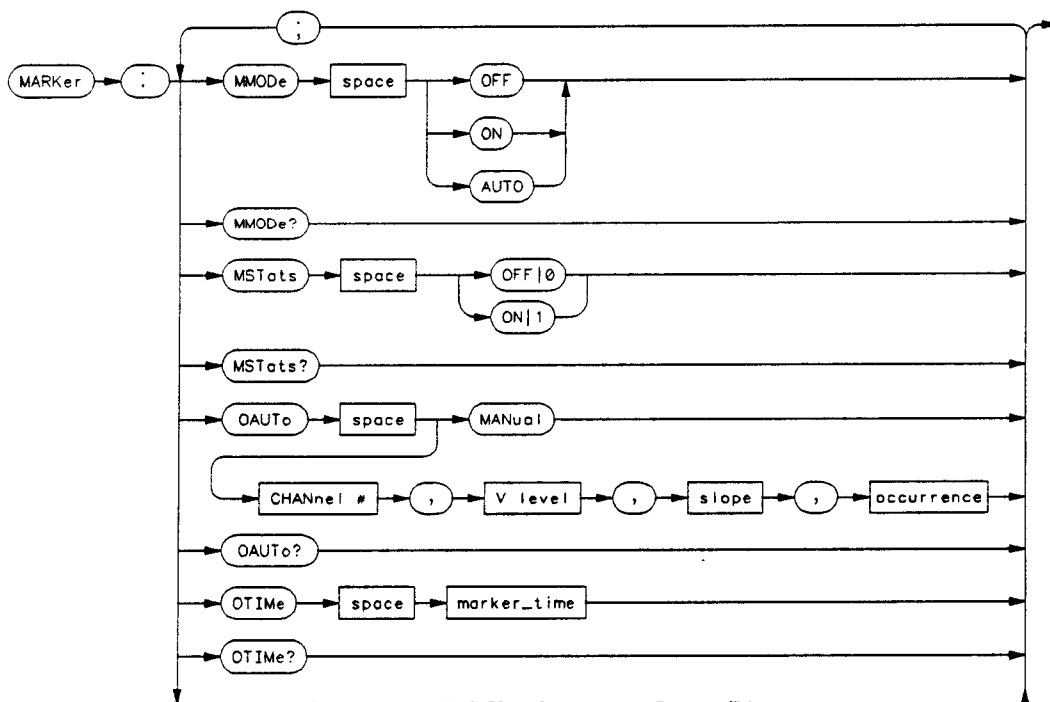 ;
MARKer : MMODe space OFF
ON
AUTO
MMODe?
MSTats space OFF|0
ON|1
MSTats?
OAUTo space MANual
CHANnel # , V level , slope , occurrence
OAUTo?
OTIMe space marker_time
OTIMe?